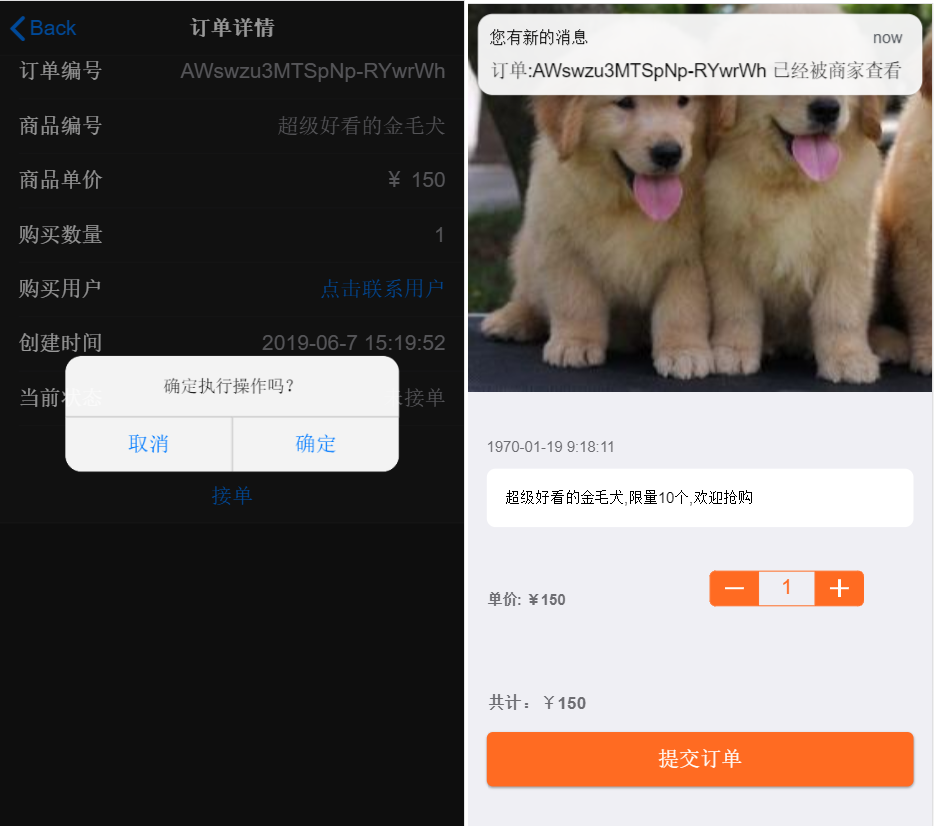 Back 订单详情
订单编号 AWswzu3MTSpNp-RYwrWh
商品编号 超级好看的金毛犬
商品单价 ¥ 150
购买数量 1
购买用户 点击联系用户
创建时间 2019-06-7 15:19:52
当前状态 未接单
确定执行操作吗?
取消 确定
接单
您有新的消息 now
订单:AWswzu3MTSpNp-RYwrWh 已经被商家查看
1970-01-19 9:18:11
超级好看的金毛犬,限量10个,欢迎抢购
单价: ¥150 1
共计: ¥150
提交订单